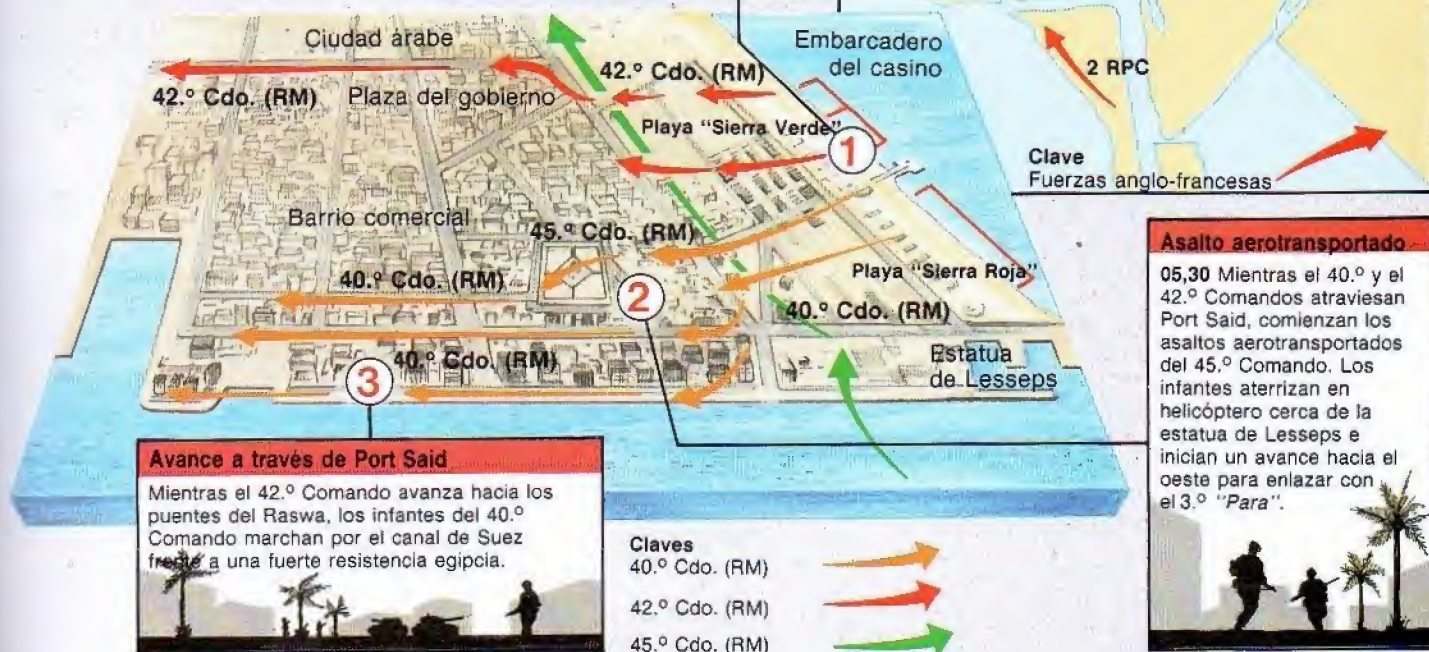 Ciudad árabe
42.º Cdo. (RM)
Plaza del gobierno
42.º Cdo. (RM)
Embarcadero
del casino
Playa "Sierra Verde"
1
2 RPC
Clave
Fuerzas anglo-francesas
Barrio comercial
45.º Cdo. (RM)
40.º Cdo. (RM)
2
Playa "Sierra Roja"
40.º Cdo. (RM)
40.º Cdo. (RM)
3
Estatua
de Lesseps
Asalto aerotransportado
05,30 Mientras el 40.º y el
42.º Comandos atraviesan
Port Said, comienzan los
asaltos aerotransportados
del 45.º Comando. Los
infantes aterrizan en
helicóptero cerca de la
estatua de Lesseps e
inician un avance hacia el
oeste para enlazar con
el 3.º "Para".
Avance a través de Port Said
Mientras el 42.º Comando avanza hacia los
puentes del Raswa, los infantes del 40.º
Comando marchan por el canal de Suez
frente a una fuerte resistencia egipcia.
Claves
40.º Cdo. (RM)
42.º Cdo. (RM)
45.º Cdo. (RM)